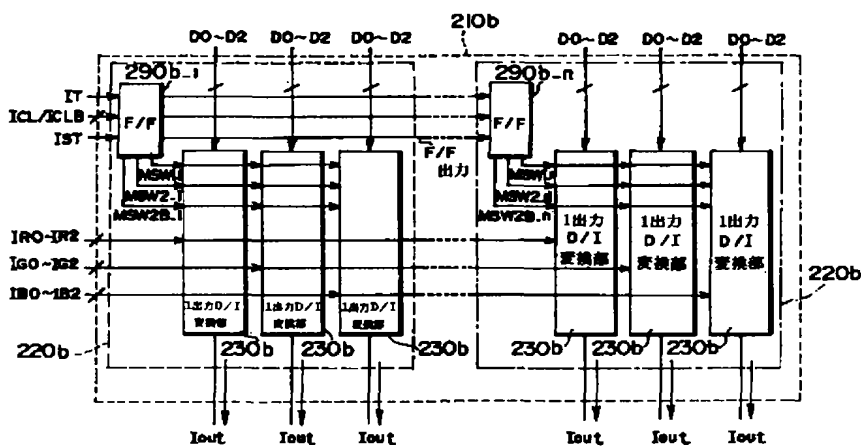 210b
D0~D2 D0~D2 D0~D2 D0~D2 D0~D2 D0~D2
290b_1 290b_n
IT
ICL/ICLB
IST
F/F F/F
F/F
出力
MSW2_1
MSW2B_1
MSW2B_n
IR0~IR2
IG0~IG2
IB0~IB2
1出力D/I
変換部
1出力D/I
変換部
1出力D/I
変換部
1出力
D/I
変換部
1出力
D/I
変換部
1出力
D/I
変換部
220b 230b 230b 230b 230b 230b 230b 220b
Iout Iout Iout Iout Iout Iout